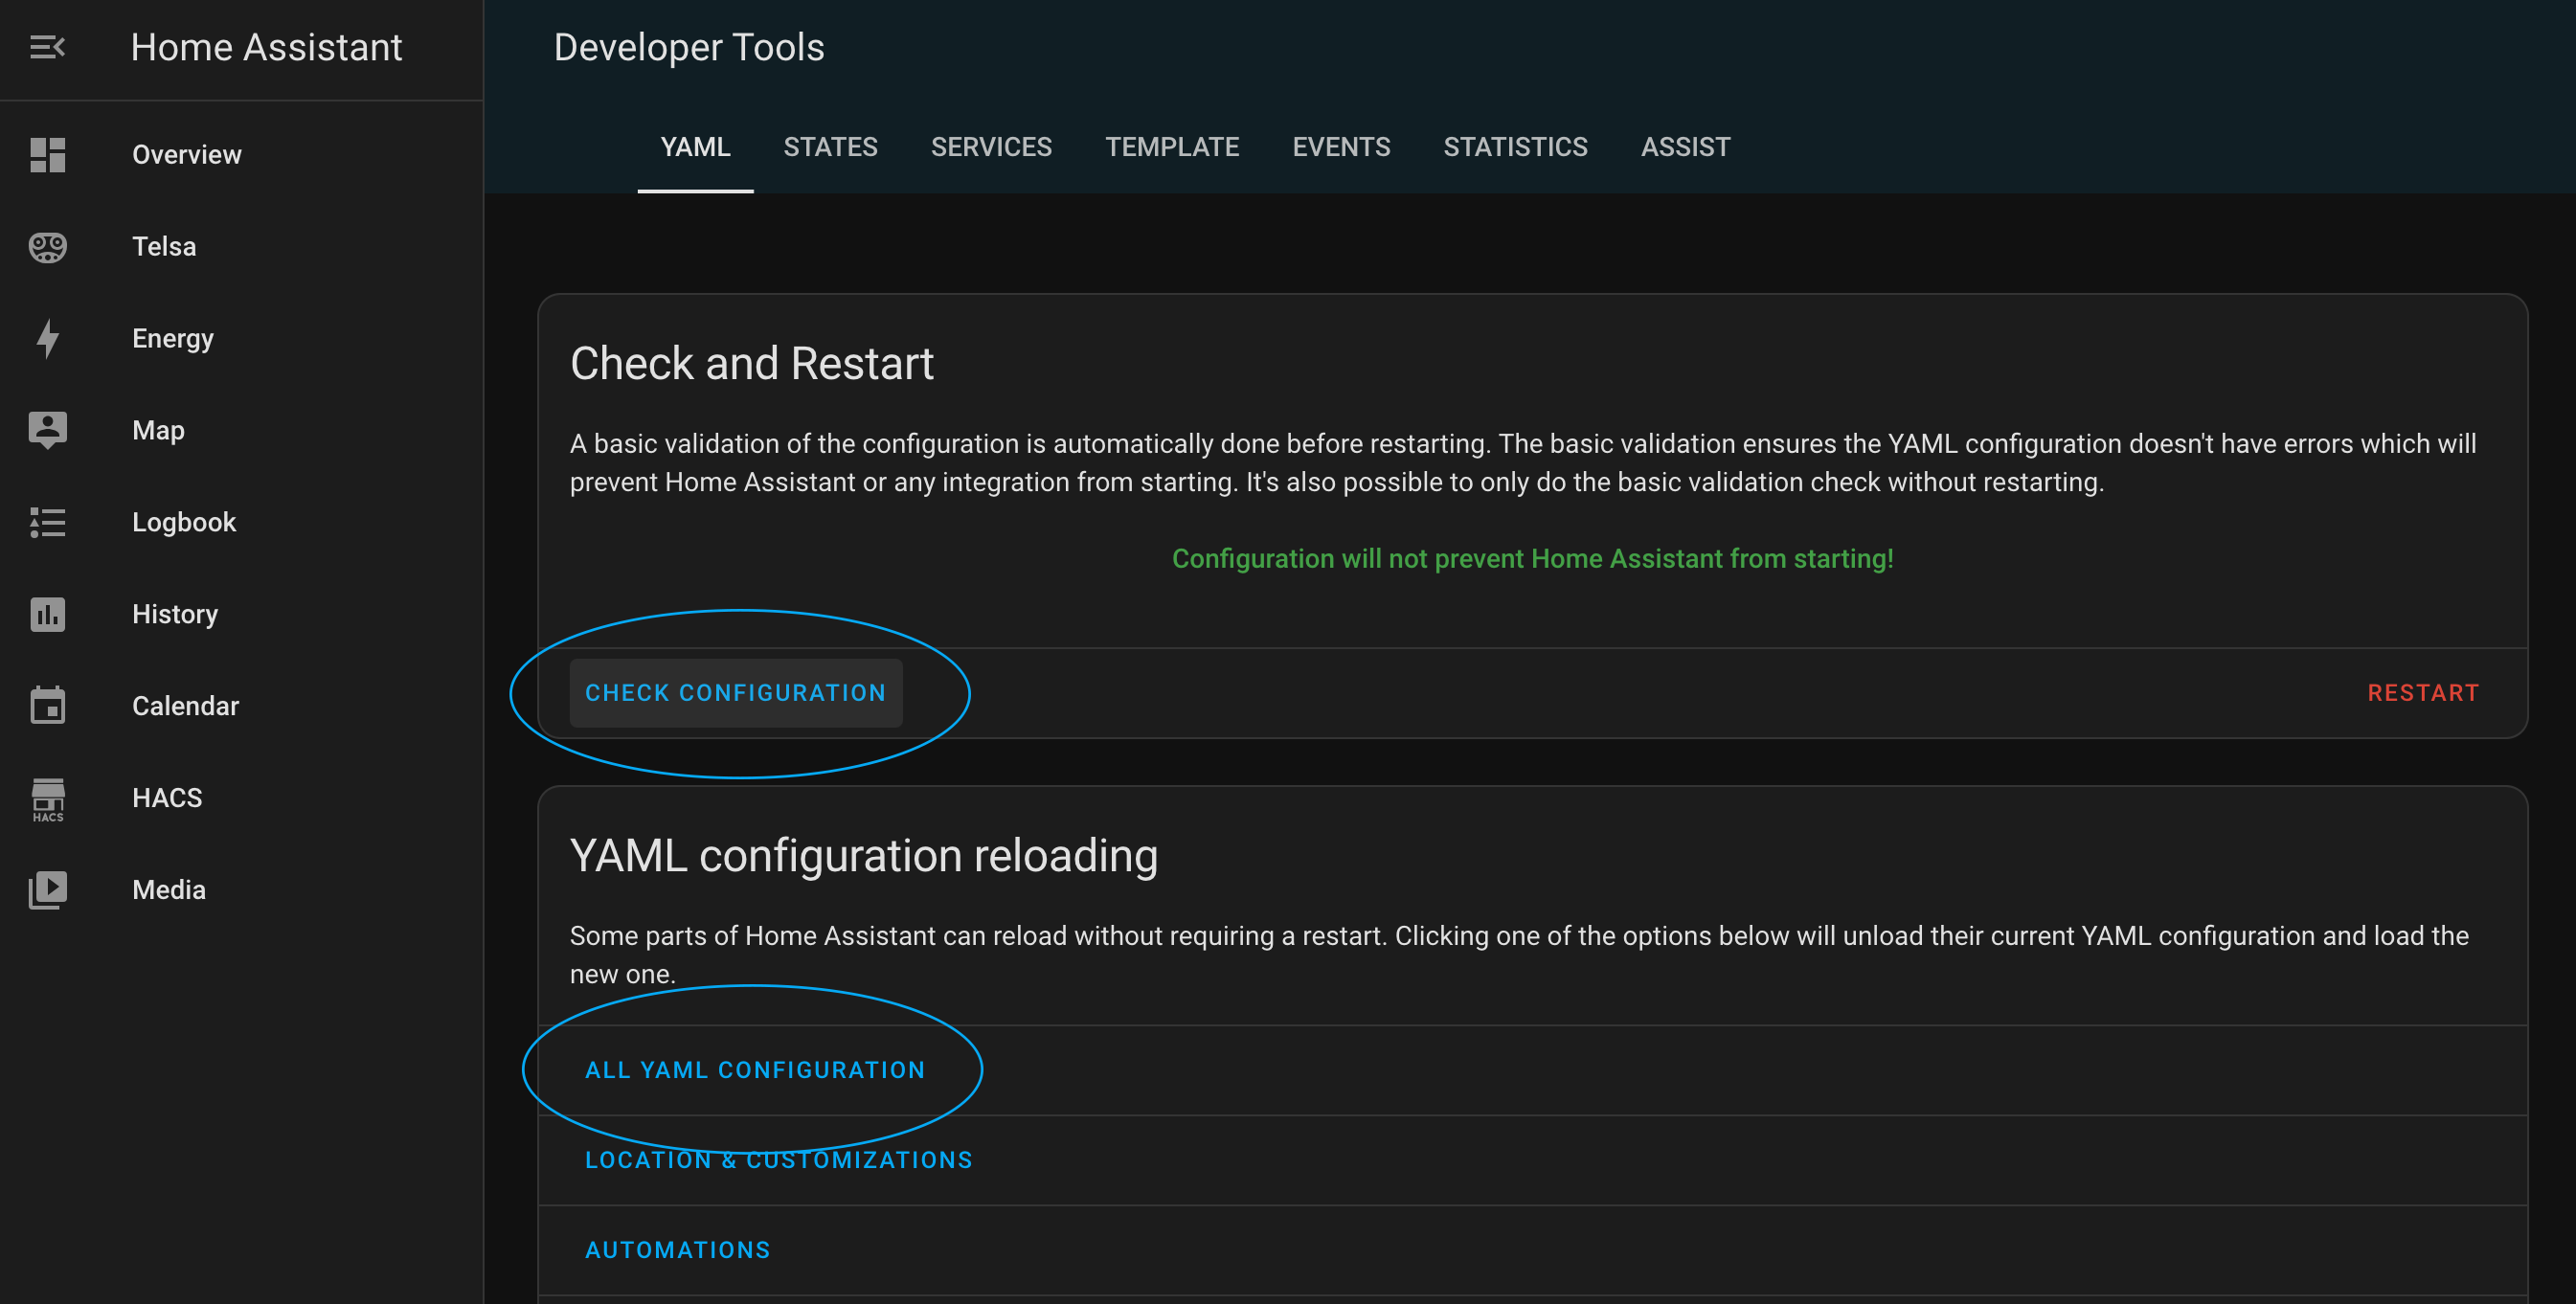 Home Assistant
Overview
Telsa
Energy
Map
Logbook
History
Calendar
HACS
HACS
Media
Developer Tools
YAML STATES SERVICES TEMPLATE EVENTS STATISTICS ASSIST
Check and Restart
A basic validation of the configuration is automatically done before restarting. The basic validation ensures the YAML configuration doesn't have errors which will
prevent Home Assistant or any integration from starting. It's also possible to only do the basic validation check without restarting.
Configuration will not prevent Home Assistant from starting!
CHECK CONFIGURATION RESTART
YAML configuration reloading
Some parts of Home Assistant can reload without requiring a restart. Clicking one of the options below will unload their current YAML configuration and load the
new one.
ALL YAML CONFIGURATION
LOCATION & CUSTOMIZATIONS
AUTOMATIONS